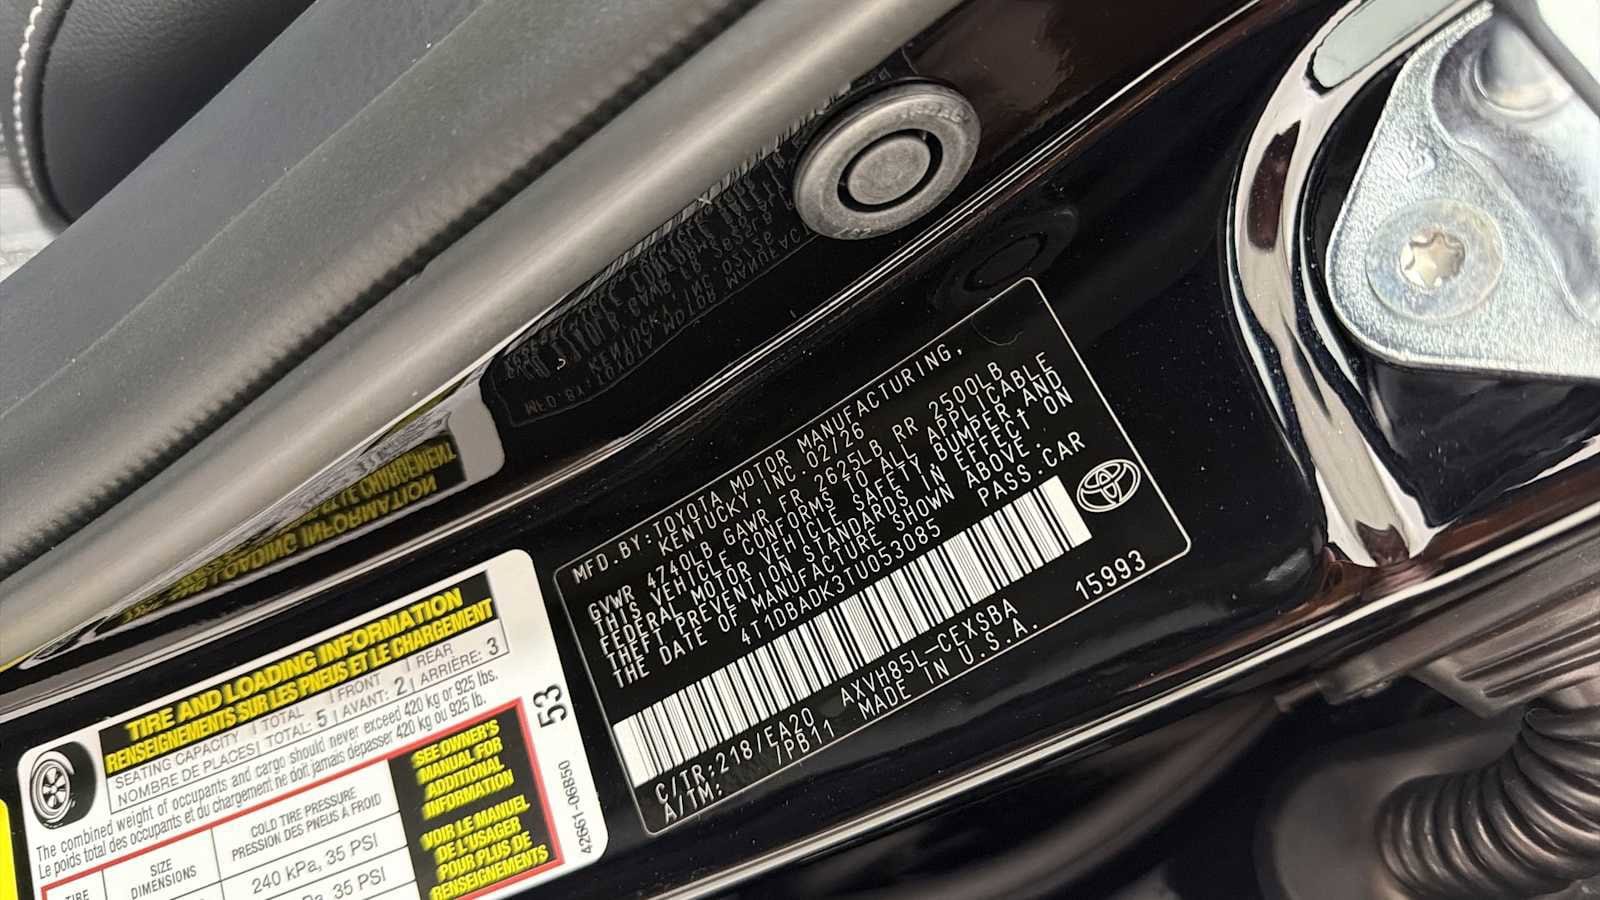 MFD. BY: TOYOTA MOTOR MANUFACTURING,
KENTUCKY, INC. 02/26
GVWR 4740LB GAWR FR 2625LB RR 2500LB
THIS VEHICLE CONFORMS TO ALL APPLICABLE
FEDERAL MOTOR VEHICLE SAFETY, BUMPER AND
THEFT PREVENTION STANDARDS IN EFFECT ON
THE DATE OF MANUFACTURE SHOWN ABOVE.
4T1DBADK3TU053085 PASS.CAR
15993
C/TR:218/EA20 AXVH85L-CEXSBA
A/TM: /PB11 MADE IN U.S.A.
TIRE AND LOADING INFORMATION
RENSEIGNEMENTS SUR LES PNEUS ET LE CHARGEMENT
SEATING CAPACITY | TOTAL | FRONT | REAR
NOMBRE DE PLACES | TOTAL: 5 | AVANT: 2 | ARRIÈRE: 3
The combined weight of occupants and cargo should never exceed 420 kg or 925 lbs.
Le poids total des occupants et du chargement ne doit jamais dépasser 420 kg ou 925 lb.
TIRE
SIZE
DIMENSIONS
COLD TIRE PRESSURE
PRESSION DES PNEUS À FROID
240 kPa, 35 PSI
35 PSI
SEE OWNER'S
MANUAL FOR
ADDITIONAL
INFORMATION
VOIR LE MANUEL
DE L'USAGER
POUR PLUS DE
RENSEIGNEMENTS
53
42661-06B50